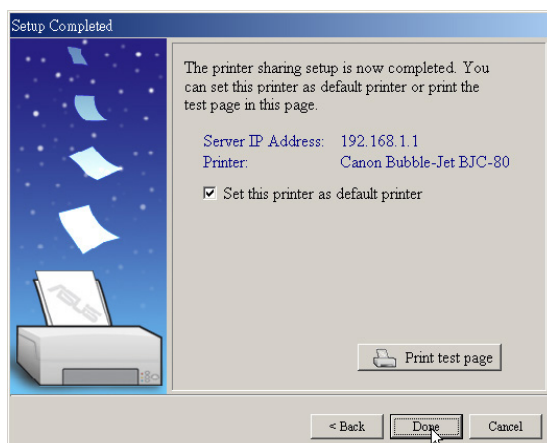 Setup Completed
The printer sharing setup is now completed. You
can set this printer as default printer or print the
test page in this page.
Server IP Address: 192.168.1.1
Printer: Canon Bubble-Jet BJC-80
Set this printer as default printer
ASUS
Print test page
< Back Done Cancel